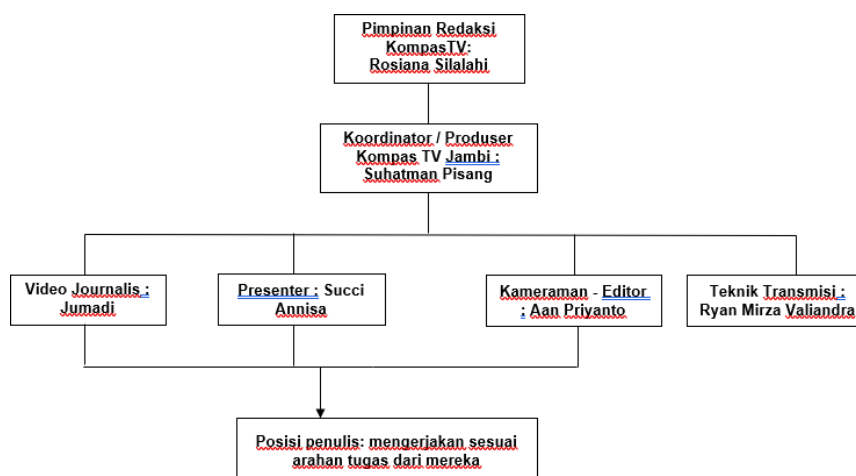 Pimpinan Redaksi
KompasTV:
Rosiana Silalahi
Koordinator / Produser
Kompas TV Jambi :
Suhatman Pisang
Video Journalis :
Jumadi
Presenter : Succi
Annisa
Kameraman - Editor
: Aan Priyanto
Teknik Transmisi :
Ryan Mirza Valiandra
Posisi penulis: mengerjakan sesuai
arahan tugas dari mereka